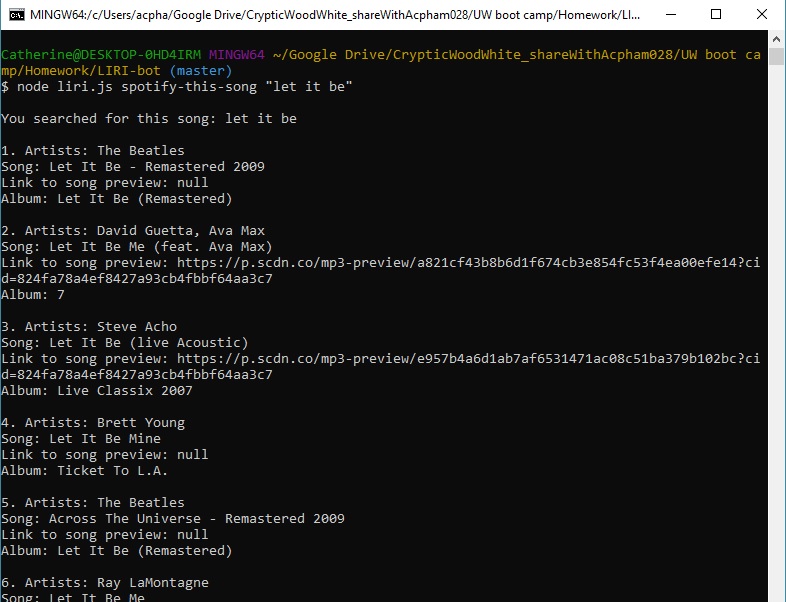 MINGW64:/c/Users/acpha/Google Drive/CrypticWoodWhite_shareWithAcpham028/UW boot camp/Homework/LI...
Catherine@DESKTOP-0HD4IRM MINGW64 ~/Google Drive/CrypticWoodWhite_shareWithAcpham028/UW boot ca
mp/Homework/LIRI-bot (master)
$ node liri.js spotify-this-song "let it be"
You searched for this song: let it be
1. Artists: The Beatles
Song: Let It Be - Remastered 2009
Link to song preview: null
Album: Let It Be (Remastered)
2. Artists: David Guetta, Ava Max
Song: Let It Be Me (feat. Ava Max)
Link to song preview: https://p.scdn.co/mp3-preview/a821cf43b8b6d1f674cb3e854fc53f4ea00efe14?ci
d=824fa78a4ef8427a93cb4fbbf64aa3c7
Album: 7
3. Artists: Steve Acho
Song: Let It Be (live Acoustic)
Link to song preview: https://p.scdn.co/mp3-preview/e957b4a6d1ab7af6531471ac08c51ba379b102bc?ci
d=824fa78a4ef8427a93cb4fbbf64aa3c7
Album: Live Classix 2007
4. Artists: Brett Young
Song: Let It Be Mine
Link to song preview: null
Album: Ticket To L.A.
5. Artists: The Beatles
Song: Across The Universe - Remastered 2009
Link to song preview: null
Album: Let It Be (Remastered)
6. Artists: Ray LaMontagne
Song: Let It Be Me